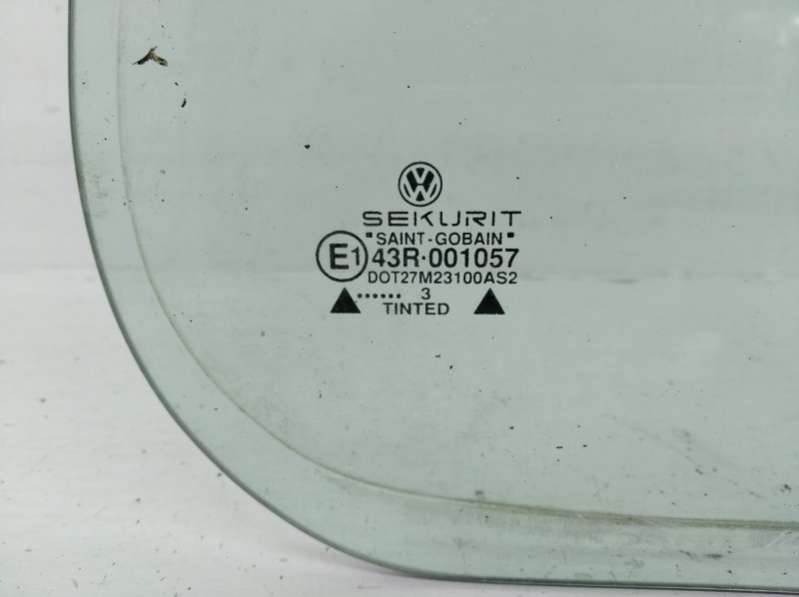 SEKURIT
"SAINT-GOBAIN"
E1 43R-001057
DOT27M23100AS2
...... 3
TINTED